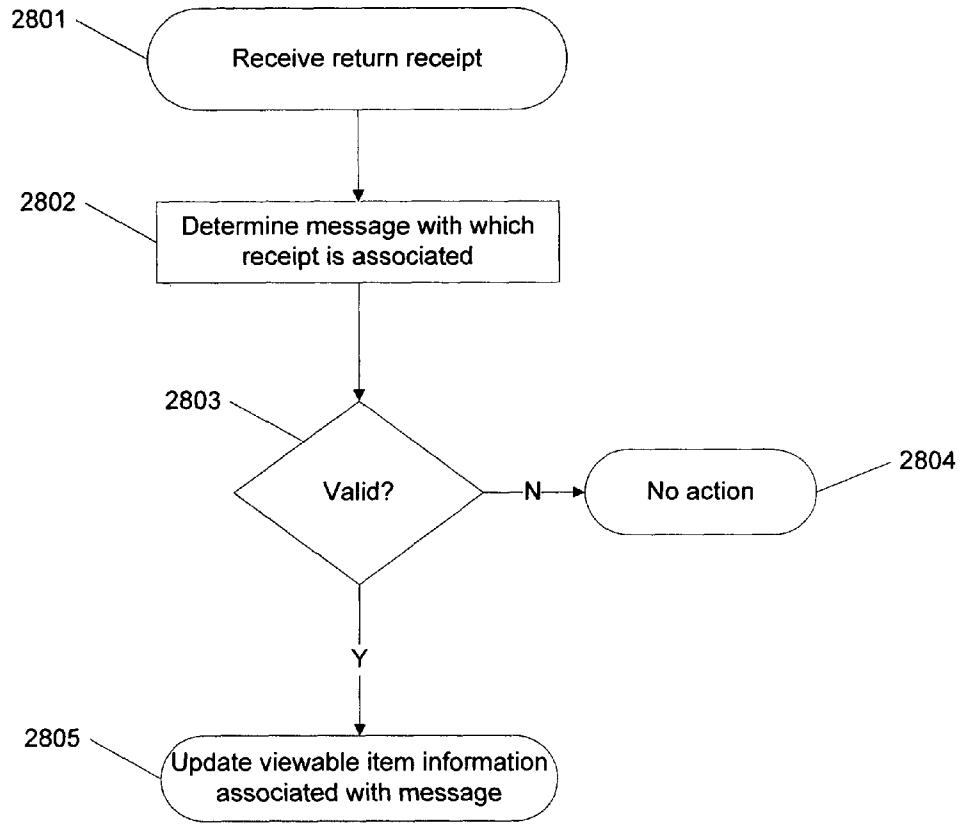 2801
Receive return receipt
2802
Determine message with which
receipt is associated
2803
Valid?
N
No action
2804
Y
2805
Update viewable item information
associated with message